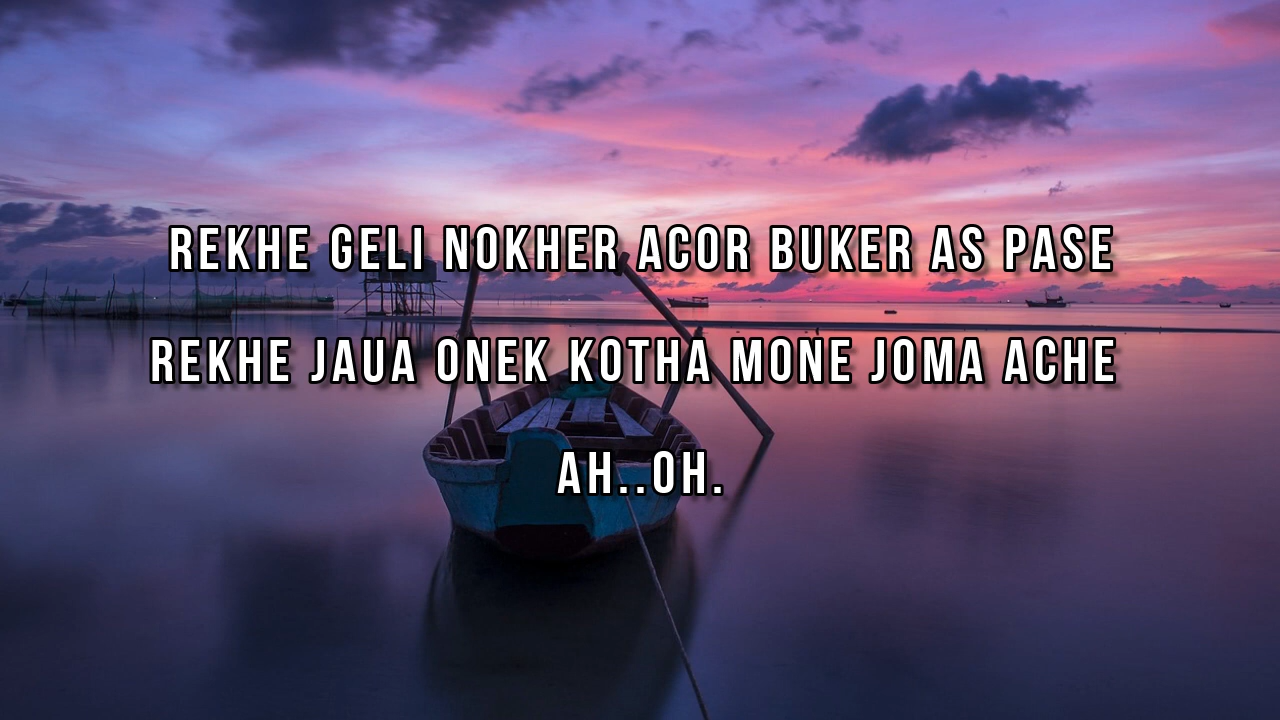 REKHE GELI NOKHER ACOR BUKER AS PASE
REKHE JAUA ONEK KOTHA MONE JOMA ACHE
AH..OH.